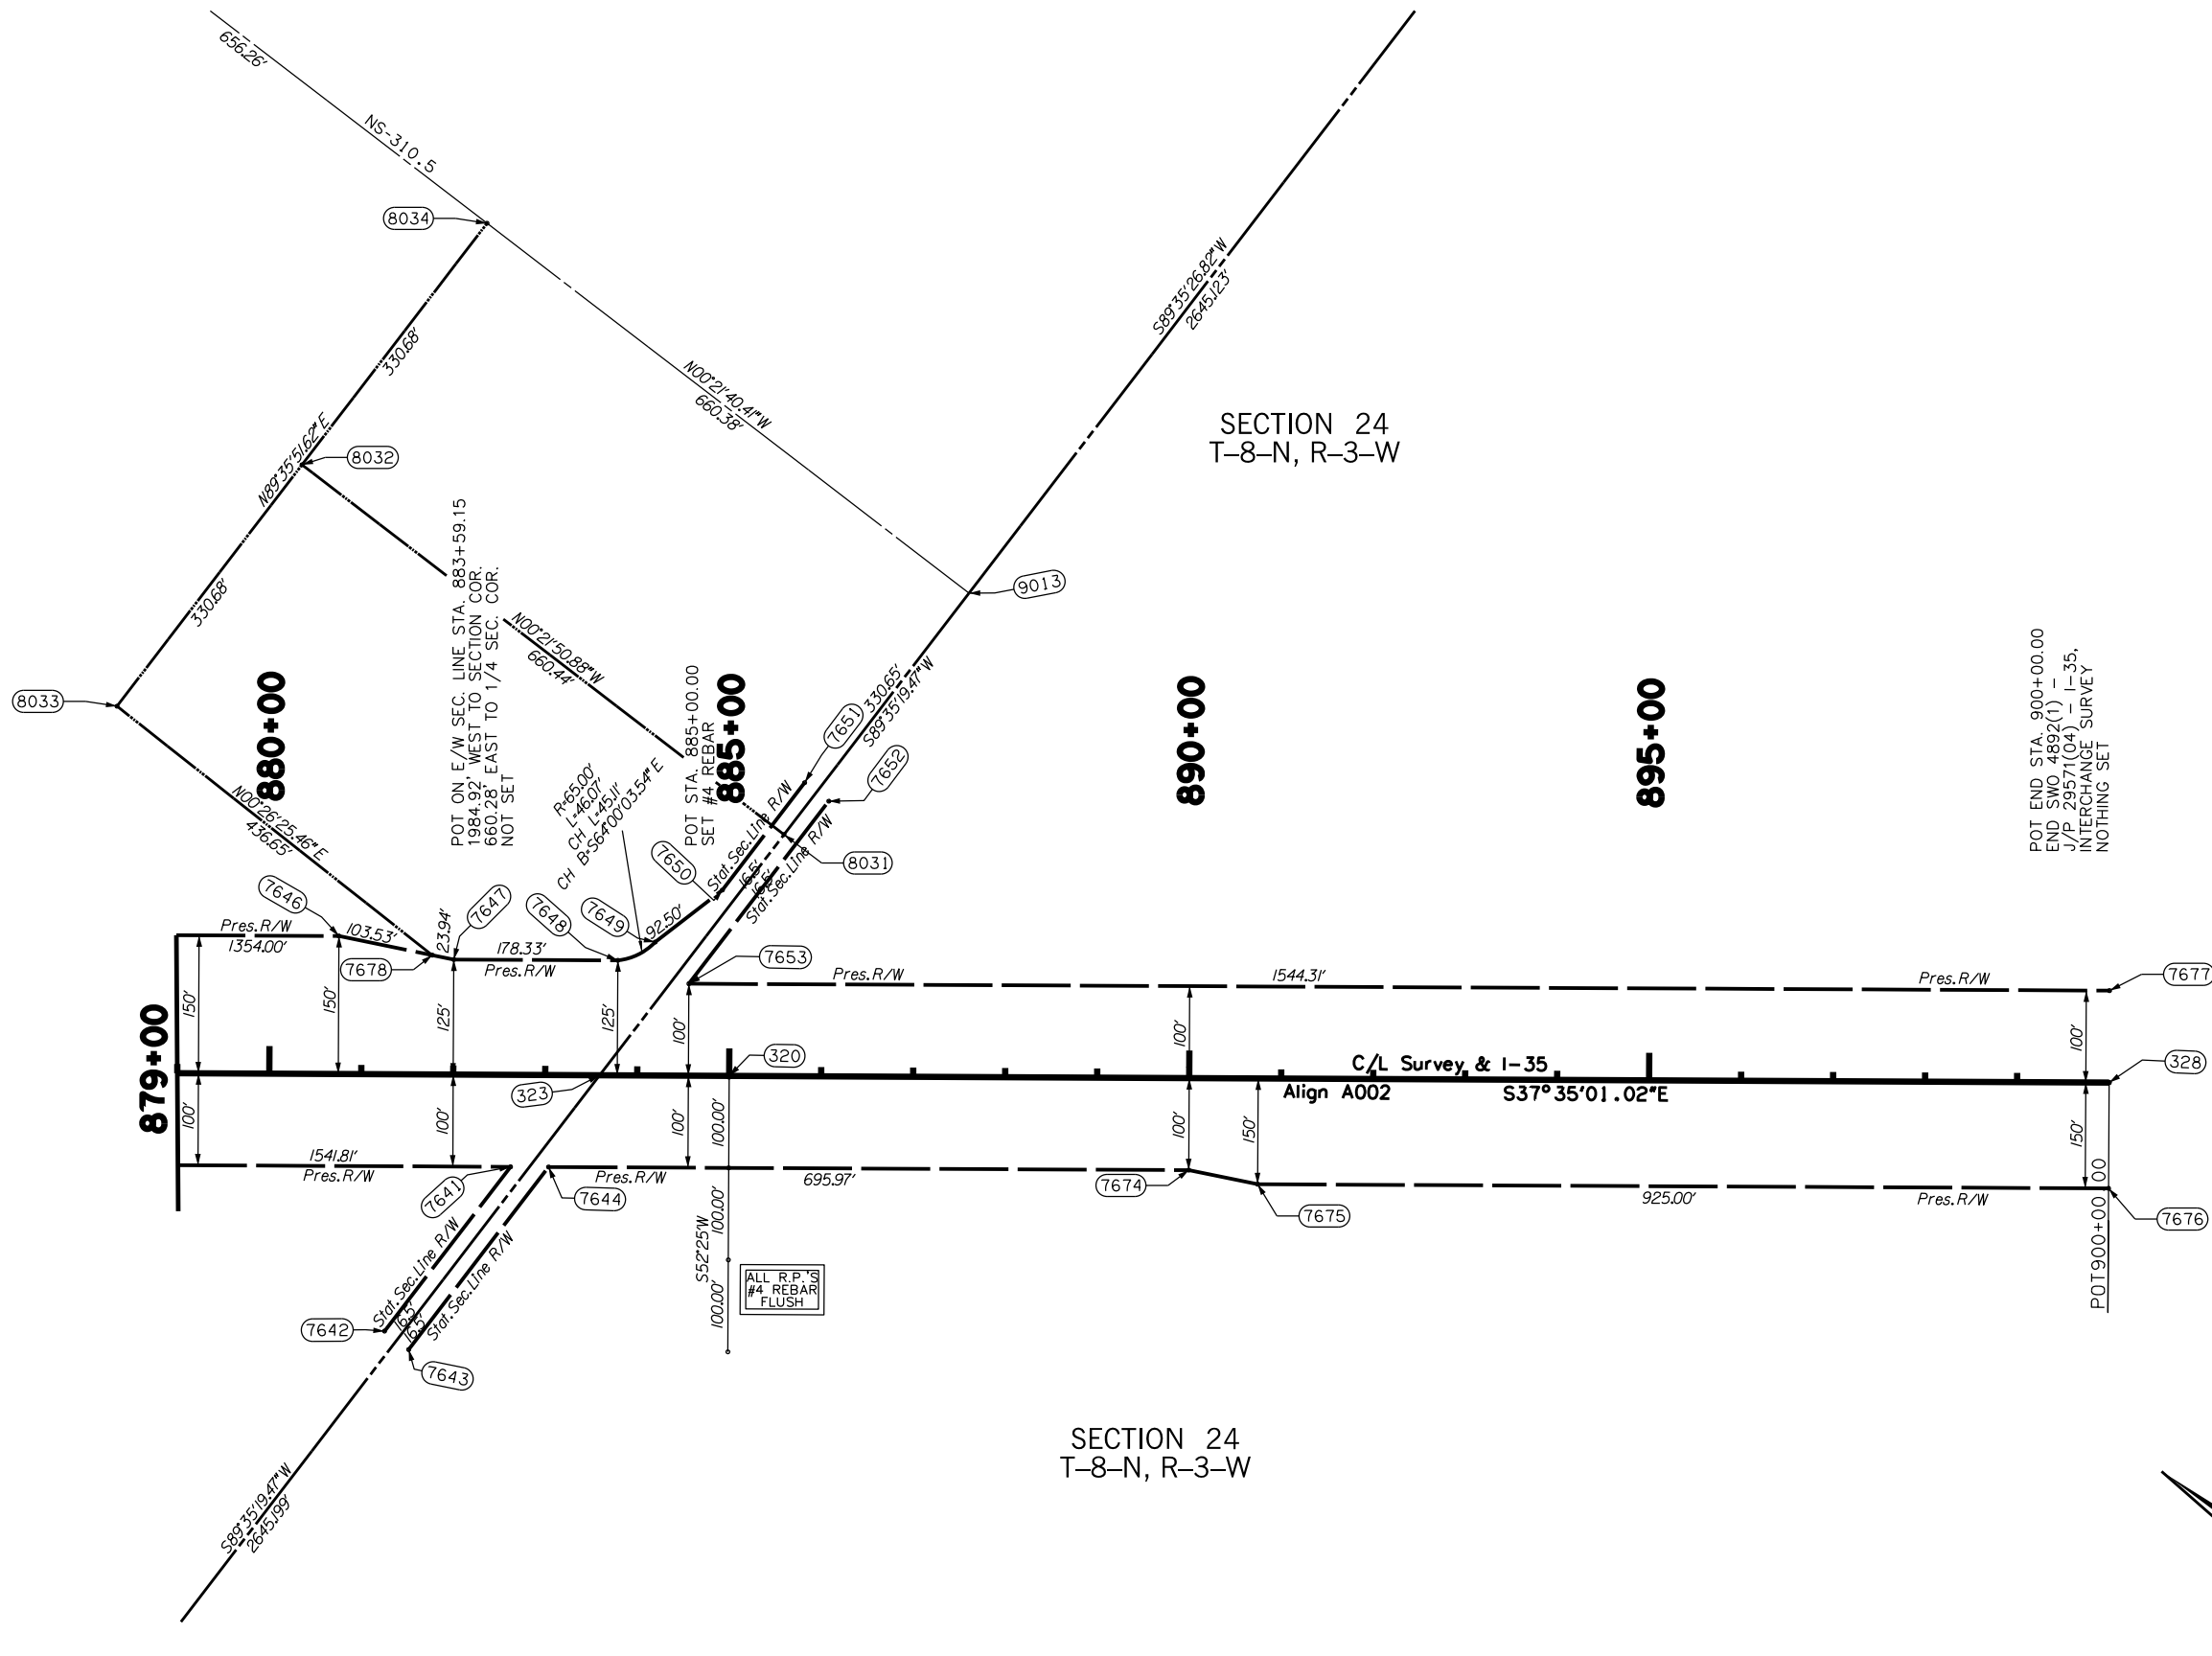 656.26'
NS-310.5
8034
330.68'
N89°35'51.62"E
8032
330.68'
8033
N00°21'40.41"W
660.38'
S89°35'26.82"W
2645.123'
SECTION 24
T-8-N, R-3-W
9013
N00°21'50.88"W
660.44'
330.65'
S89°35'19.47"W
7651
7652
8031
N00°26'25.46"E
436.65'
880+00
885+00
890+00
895+00
POT ON E/W SEC. LINE STA. 883+59.15
1984.92' WEST TO SECTION COR.
660.28' EAST TO 1/4 SEC. COR.
NOT SET
R=65.00'
L=46.07'
CH L=45.11'
CH B=S64°00'03.54"E
POT STA. 885+00.00
SET #4 REBAR
POT END STA. 900+00.00
END SWO 4892(1) -
J/P 29571(04) - I-35,
INTERCHANGE SURVEY
NOTHING SET
Stat.Sec.Line R/W
16.5'
16.5'
Stat.Sec.Line R/W
7646
7647
7648
7649
7650
92.50'
Pres.R/W
1354.00'
103.53'
23.94'
7678
178.33'
Pres.R/W
7653
Pres.R/W
1544.31'
Pres.R/W
7677
879+00
150'
150'
125'
125'
100'
100'
100'
320
323
C/L Survey & I-35
Align A002
S37°35'01.02"E
328
100'
100'
100'
100.00'
100'
150'
150'
1541.81'
Pres.R/W
7641
7644
Pres.R/W
695.97'
7674
7675
925.00'
Pres.R/W
7676
POT900+00 00
Stat.Sec.Line R/W
16.5'
16.5'
Stat.Sec.Line R/W
7642
7643
S52°25'W
100.00'
100.00'
ALL R.P.'S
#4 REBAR
FLUSH
SECTION 24
T-8-N, R-3-W
S89°35'19.47"W
2645.199'